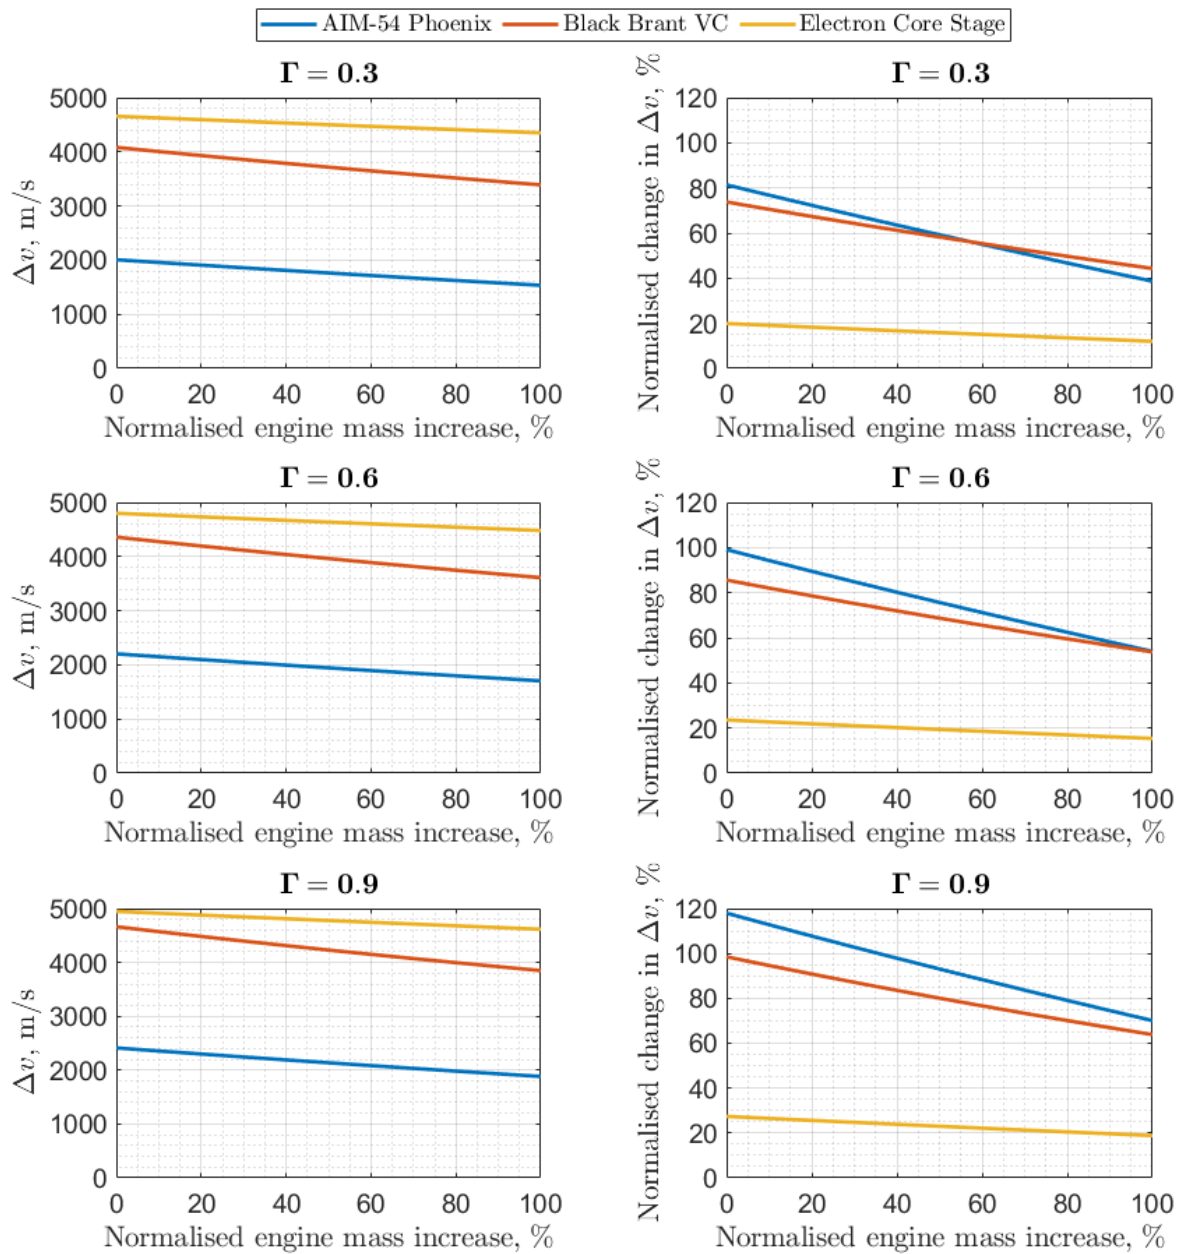 AIM-54 Phoenix Black Brant VC Electron Core Stage
Γ = 0.3
5000
4000
3000
2000
1000
0
0 20 40 60 80 100
Δv, m/s
Normalised engine mass increase, %
Γ = 0.3
120
100
80
60
40
20
0
0 20 40 60 80 100
Normalised change in Δv, %
Normalised engine mass increase, %
Γ = 0.6
5000
4000
3000
2000
1000
0
0 20 40 60 80 100
Δv, m/s
Normalised engine mass increase, %
Γ = 0.6
120
100
80
60
40
20
0
0 20 40 60 80 100
Normalised change in Δv, %
Normalised engine mass increase, %
Γ = 0.9
5000
4000
3000
2000
1000
0
0 20 40 60 80 100
Δv, m/s
Normalised engine mass increase, %
Γ = 0.9
120
100
80
60
40
20
0
0 20 40 60 80 100
Normalised change in Δv, %
Normalised engine mass increase, %